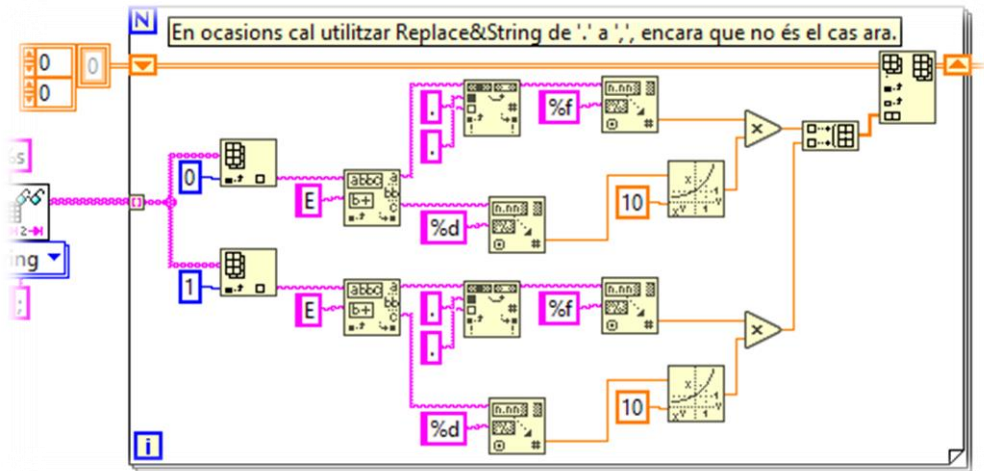 N
En ocasions cal utilitzar Replace&String de '.' a ',', encara que no és el cas ara.
0
0
0
.
.
%f
%s
0
E
%d
10
ing
1
;
E
.
.
%f
%d
10
i